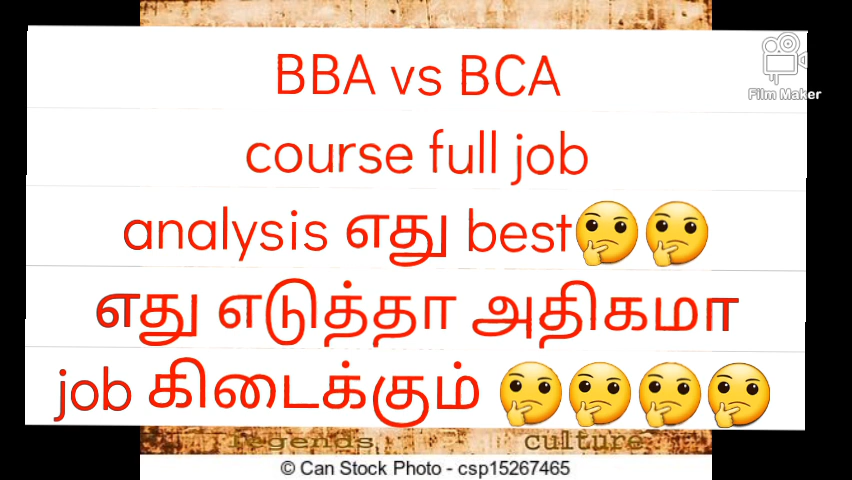 BBA vs BCA
Film Maker
course full job
analysis எது best🤔🤔
எது எடுத்தா அதிகமா
job கிடைக்கும் 🤔🤔🤔🤔
legends culture
© Can Stock Photo - csp15267465